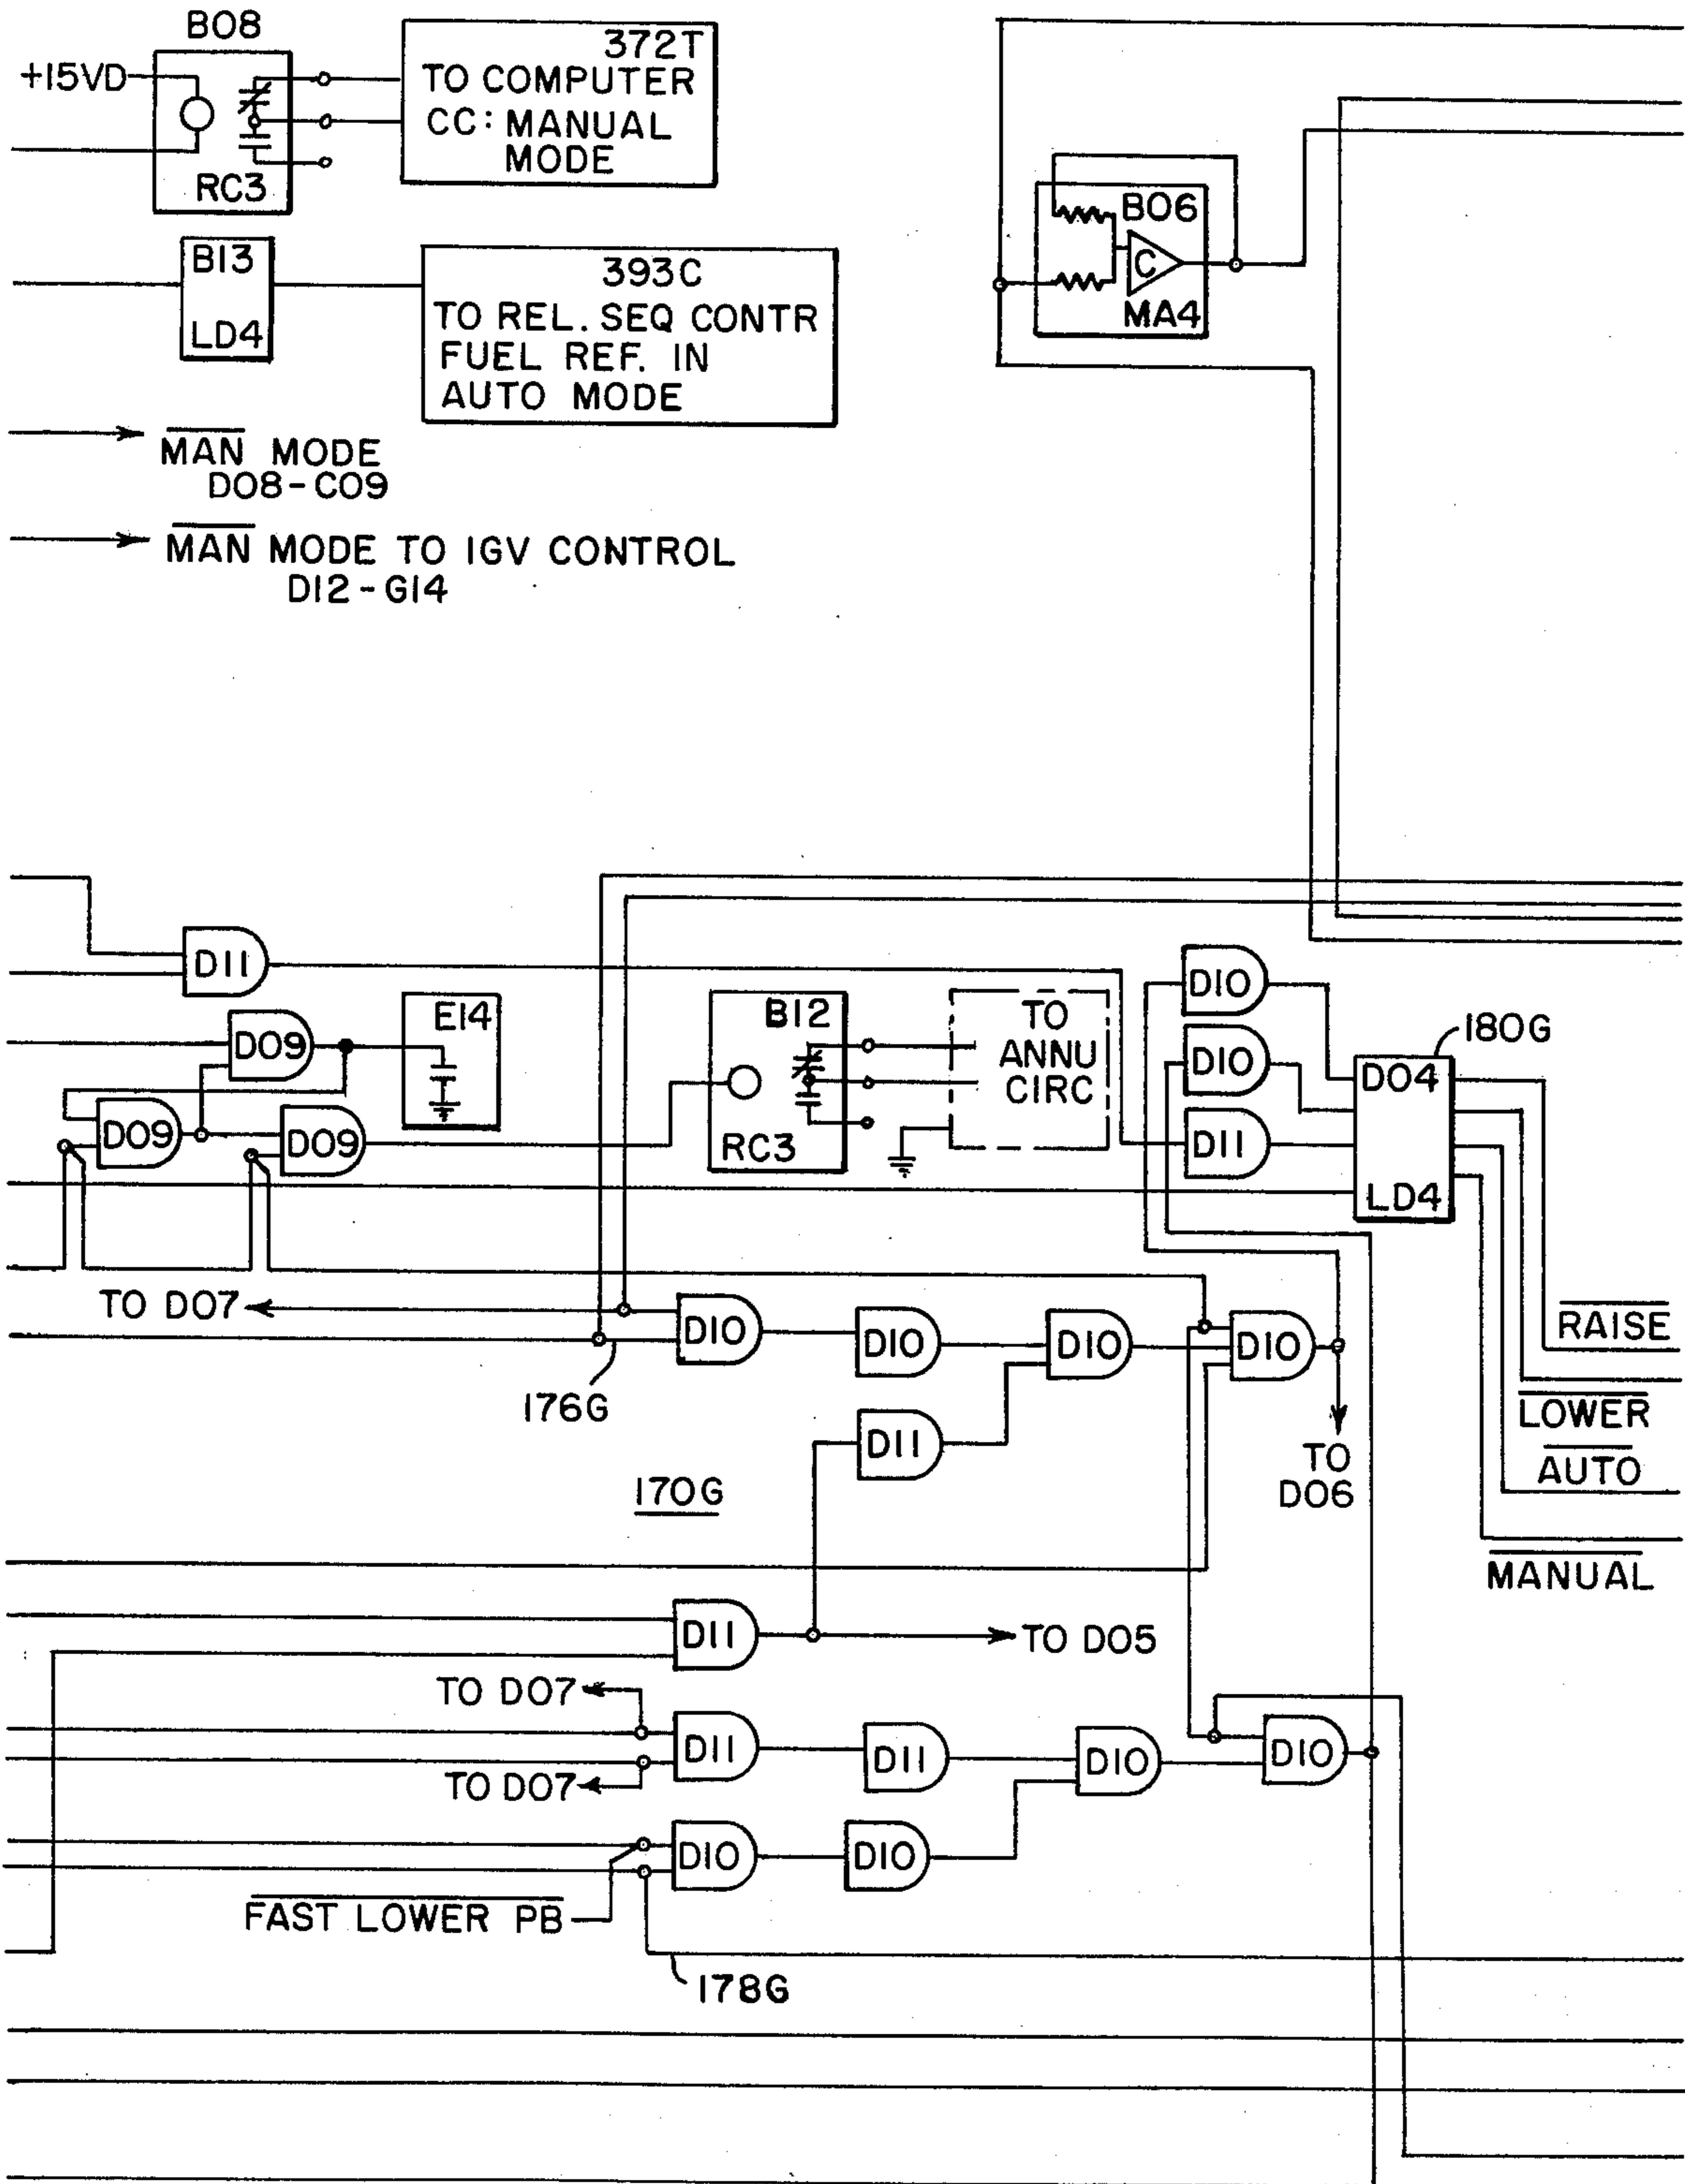 B08
+15VD
RC3
372T
TO COMPUTER
CC: MANUAL
MODE
B06
C
MA4
B13
LD4
393C
TO REL. SEQ CONTR
FUEL REF. IN
AUTO MODE
MAN MODE
D08-C09
MAN MODE TO IGV CONTROL
D12-G14
D11
D09
E14
D09
D09
B12
RC3
TO
ANNU
CIRC
D10
D10
D11
180G
D04
LD4
TO D07
D10
D10
D10
D10
176G
D11
170G
TO
D06
RAISE
LOWER
AUTO
MANUAL
D11
TO D05
TO D07
D11
D11
D10
D10
TO D07
D10
D10
FAST LOWER PB
178G